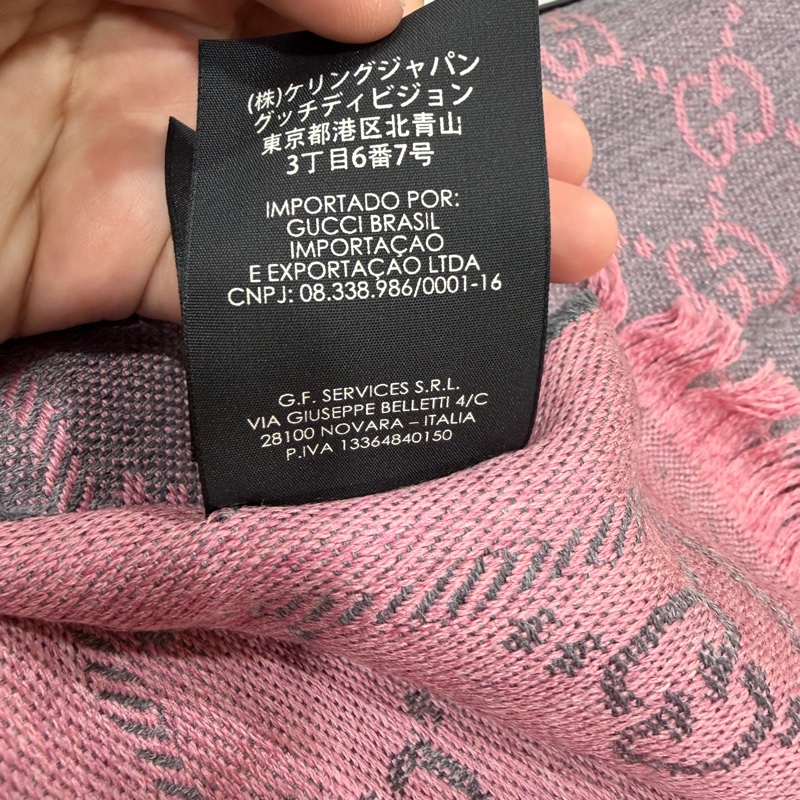 (株)ケリングジャパン
グッチディビジョン
東京都港区北青山
3丁目6番7号
IMPORTADO POR:
GUCCI BRASIL
IMPORTAÇAO
E EXPORTAÇAO LTDA
CNPJ: 08.338.986/0001-16
G.F. SERVICES S.R.L.
VIA GIUSEPPE BELLETTI 4/C
28100 NOVARA – ITALIA
P.IVA 13364840150